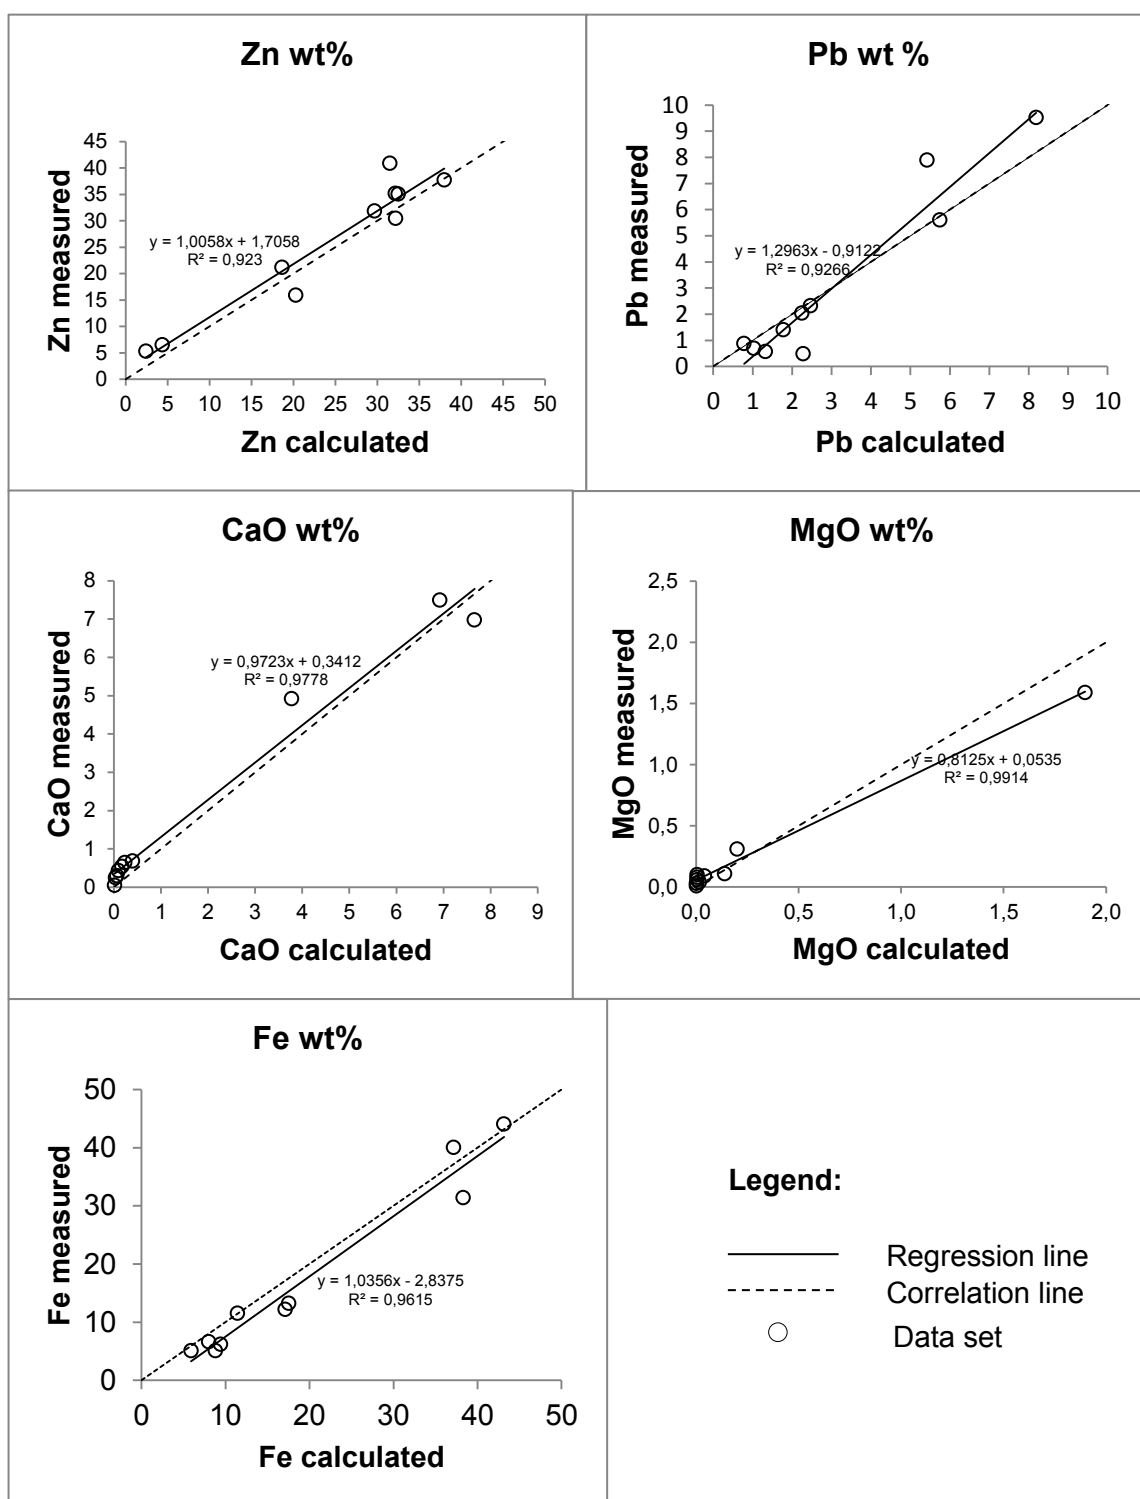 Zn wt%
45
40
35
30
25
20
15
10
5
0
Zn measured
y = 1,0058x + 1,7058
R² = 0,923
0 5 10 15 20 25 30 35 40 45 50
Zn calculated
Pb wt %
10
9
8
7
6
5
4
3
2
1
0
Pb measured
y = 1,2963x - 0,9122
R² = 0,9266
0 1 2 3 4 5 6 7 8 9 10
Pb calculated
CaO wt%
8
7
6
5
4
3
2
1
0
CaO measured
y = 0,9723x + 0,3412
R² = 0,9778
0 1 2 3 4 5 6 7 8 9
CaO calculated
MgO wt%
2,5
2,0
1,5
1,0
0,5
0,0
MgO measured
y = 0,8125x + 0,0535
R² = 0,9914
0,0 0,5 1,0 1,5 2,0
MgO calculated
Fe wt%
50
40
30
20
10
0
Fe measured
y = 1,0356x - 2,8375
R² = 0,9615
0 10 20 30 40 50
Fe calculated
Legend:
Regression line
Correlation line
Data set